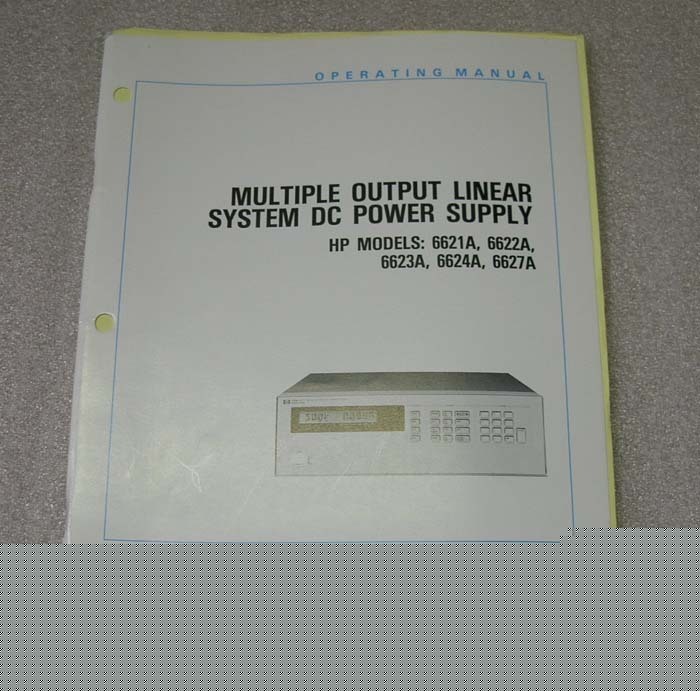 OPERATING MANUAL
MULTIPLE OUTPUT LINEAR
SYSTEM DC POWER SUPPLY
HP MODELS: 6621A, 6622A,
6623A, 6624A, 6627A